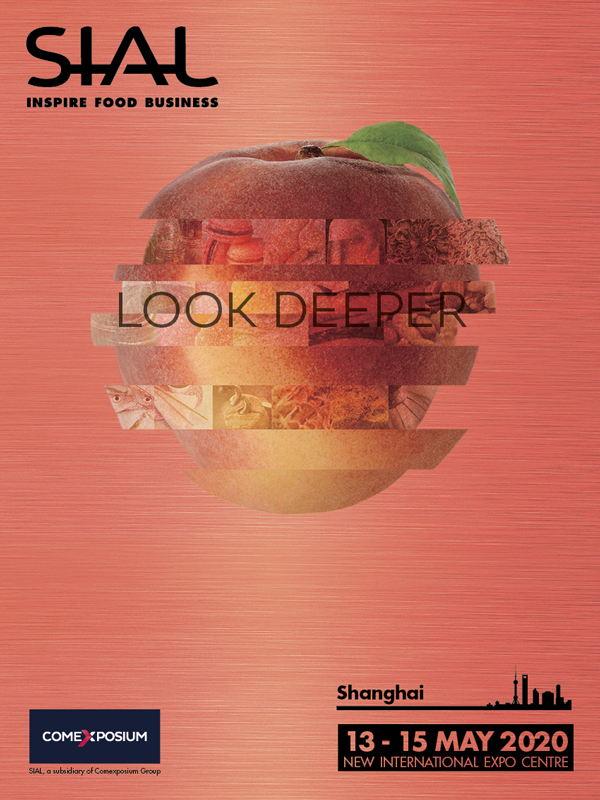 SIAL
INSPIRE FOOD BUSINESS
LOOK DEEPER
Shanghai
13 - 15 MAY 2020
NEW INTERNATIONAL EXPO CENTRE
COMEXPOSIUM
SIAL, a subsidiary of Comexposium Group